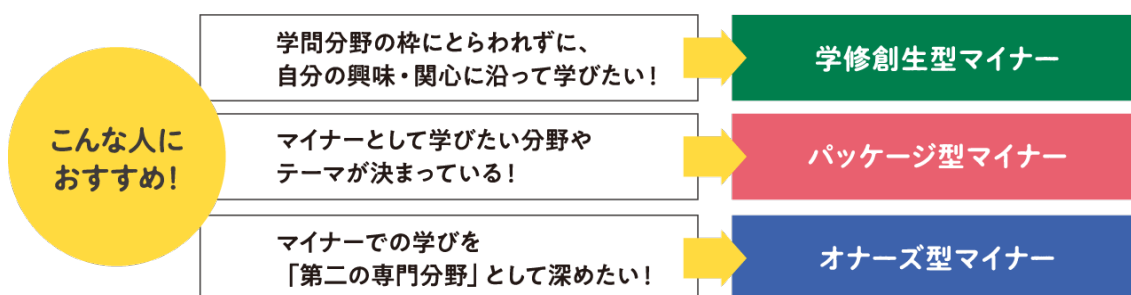 こんな人に
おすすめ！
学問分野の枠にとらわれずに、
自分の興味・関心に沿って学びたい！
学修創生型マイナー
マイナーとして学びたい分野や
テーマが決まっている！
パッケージ型マイナー
マイナーでの学びを
「第二の専門分野」として深めたい！
オナーズ型マイナー